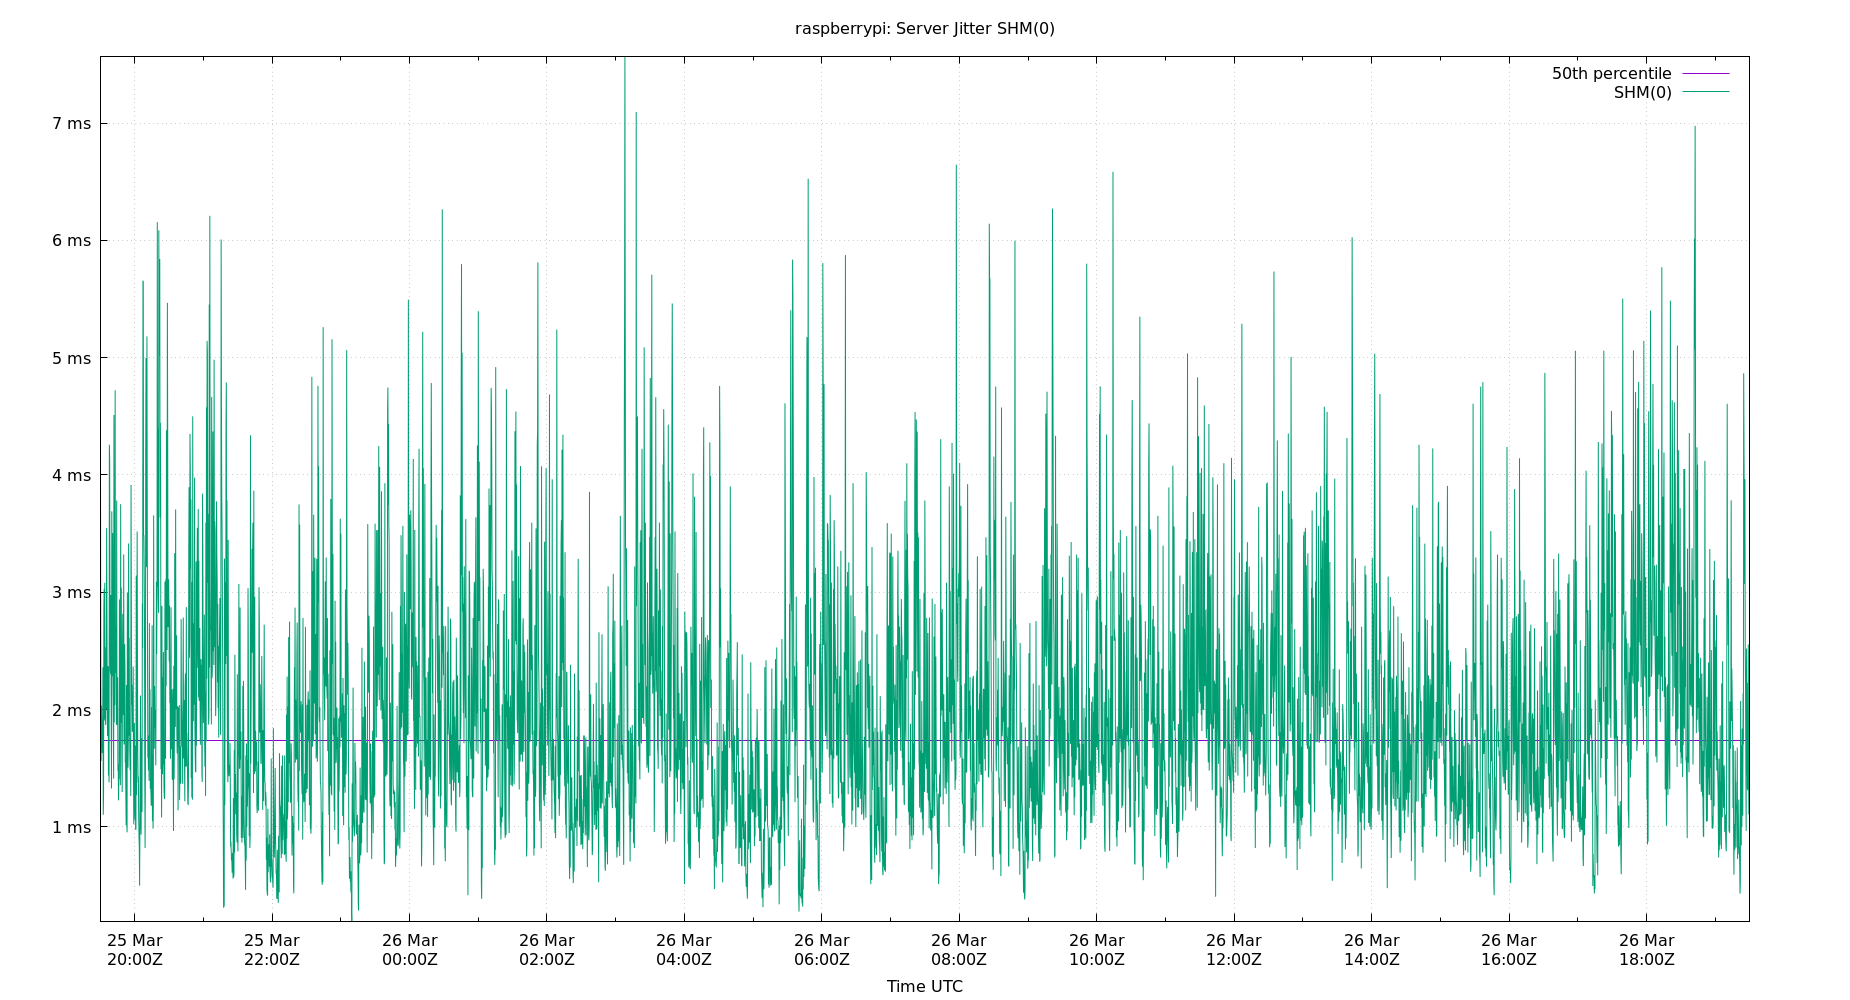 raspberrypi: Server Jitter SHM(0)
50th percentile
SHM(0)
7 ms
6 ms
5 ms
4 ms
3 ms
2 ms
1 ms
25 Mar 25 Mar 26 Mar 26 Mar 26 Mar 26 Mar 26 Mar 26 Mar 26 Mar 26 Mar 26 Mar 26 Mar
20:00Z 22:00Z 00:00Z 02:00Z 04:00Z 06:00Z 08:00Z 10:00Z 12:00Z 14:00Z 16:00Z 18:00Z
Time UTC